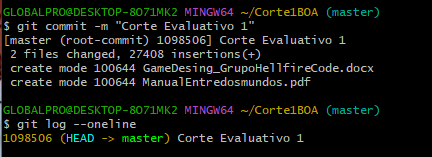 GLOBALPRO@DESKTOP-8O71MK2 MINGW64 ~/Corte1BOA (master)
$ git commit -m "Corte Evaluativo 1"
[master (root-commit) 1098506] Corte Evaluativo 1
 2 files changed, 27408 insertions(+)
 create mode 100644 GameDesing_GrupoHellfireCode.docx
 create mode 100644 ManualEntredosmundos.pdf
GLOBALPRO@DESKTOP-8O71MK2 MINGW64 ~/Corte1BOA (master)
$ git log --oneline
1098506 (HEAD -> master) Corte Evaluativo 1